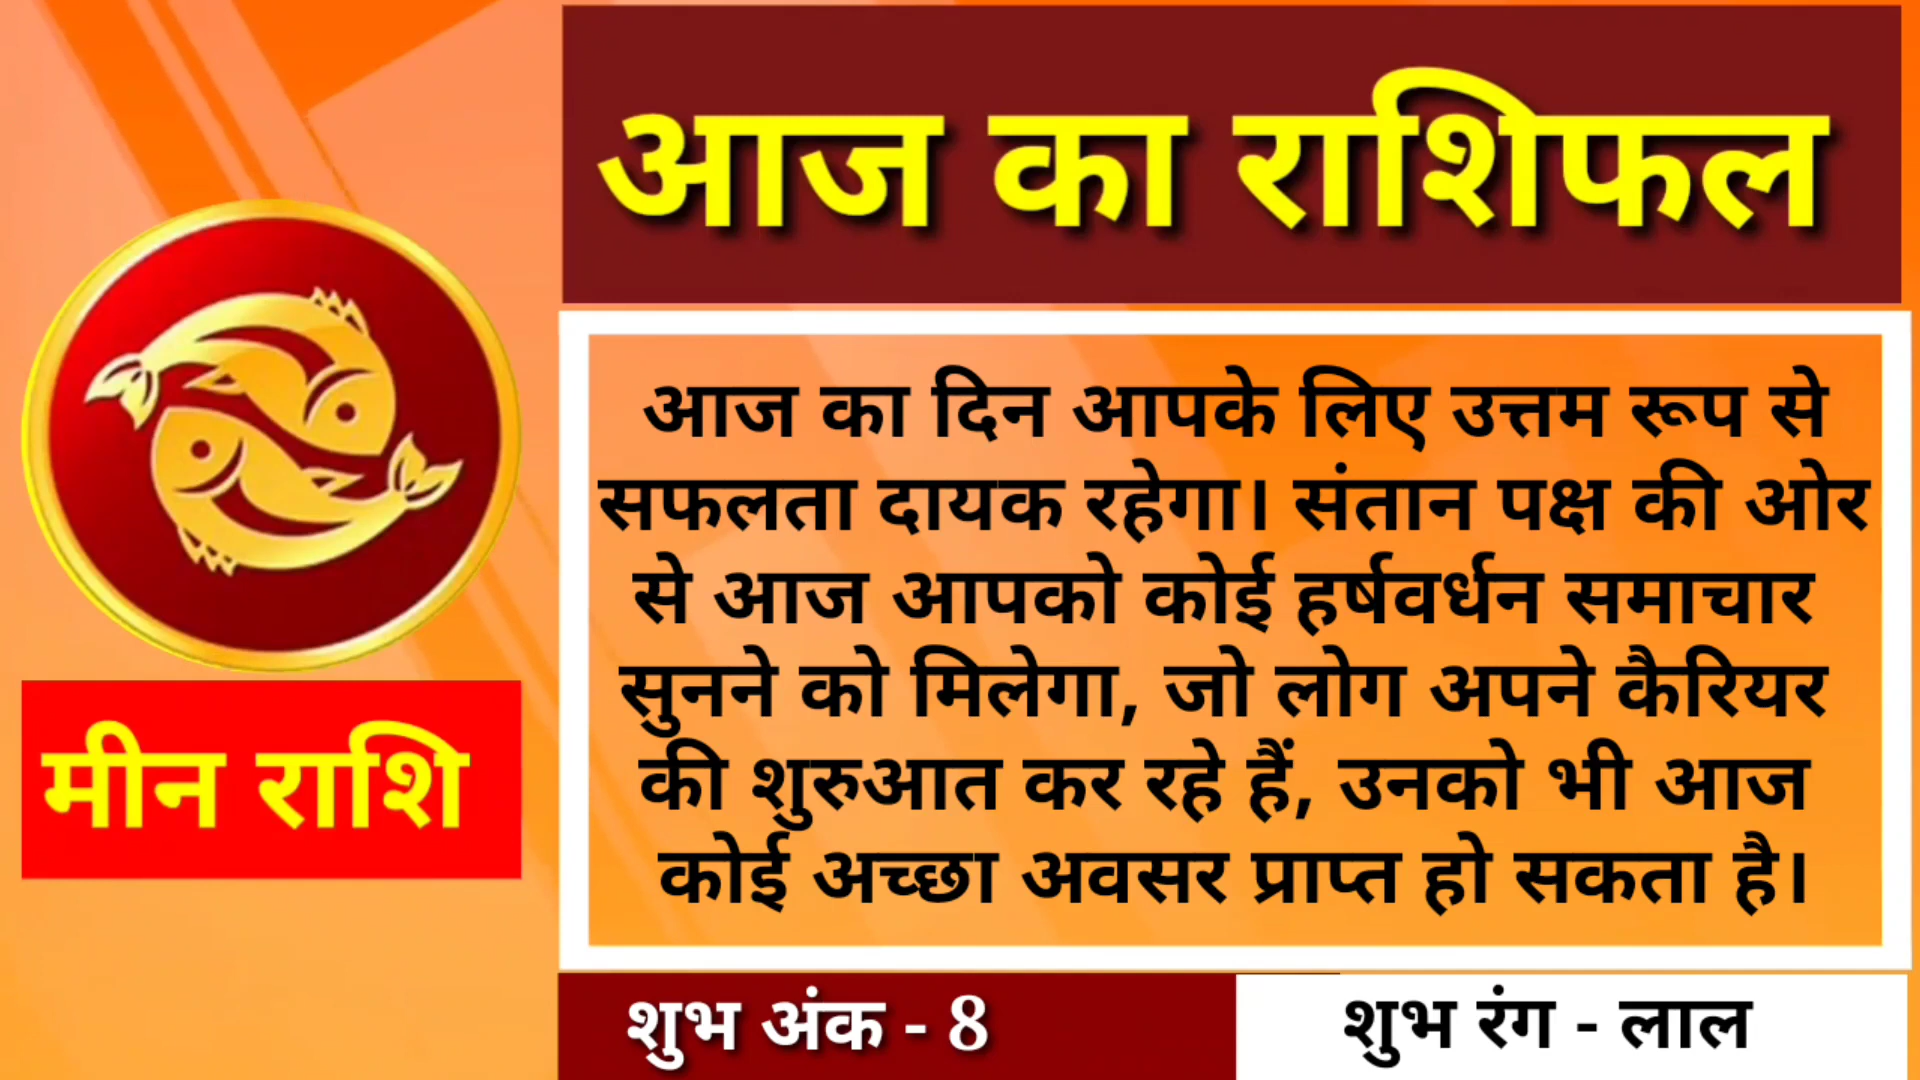 आज का राशिफल
मीन राशि
आज का दिन आपके लिए उत्तम रूप से
सफलता दायक रहेगा। संतान पक्ष की ओर
से आज आपको कोई हर्षवर्धन समाचार
सुनने को मिलेगा, जो लोग अपने कैरियर
की शुरुआत कर रहे हैं, उनको भी आज
कोई अच्छा अवसर प्राप्त हो सकता है।
शुभ अंक - 8
शुभ रंग - लाल